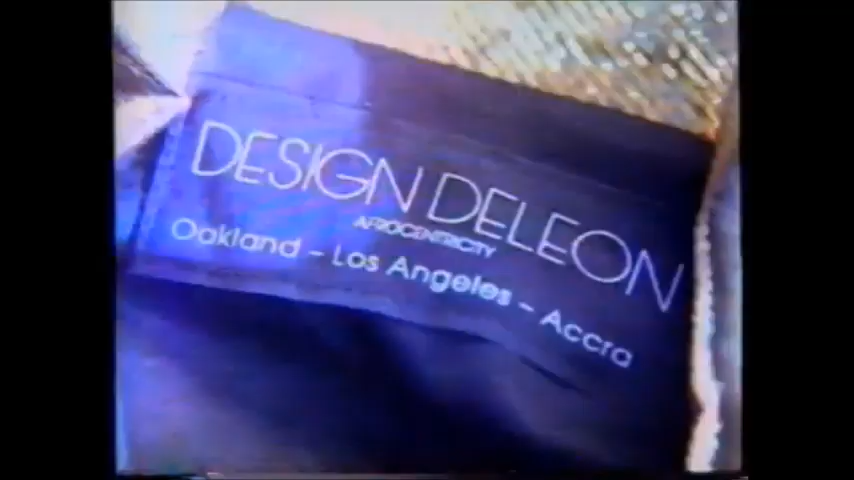 DESIGN DELEON
AFROCENTRICITY
Oakland - Los Angeles - Accra